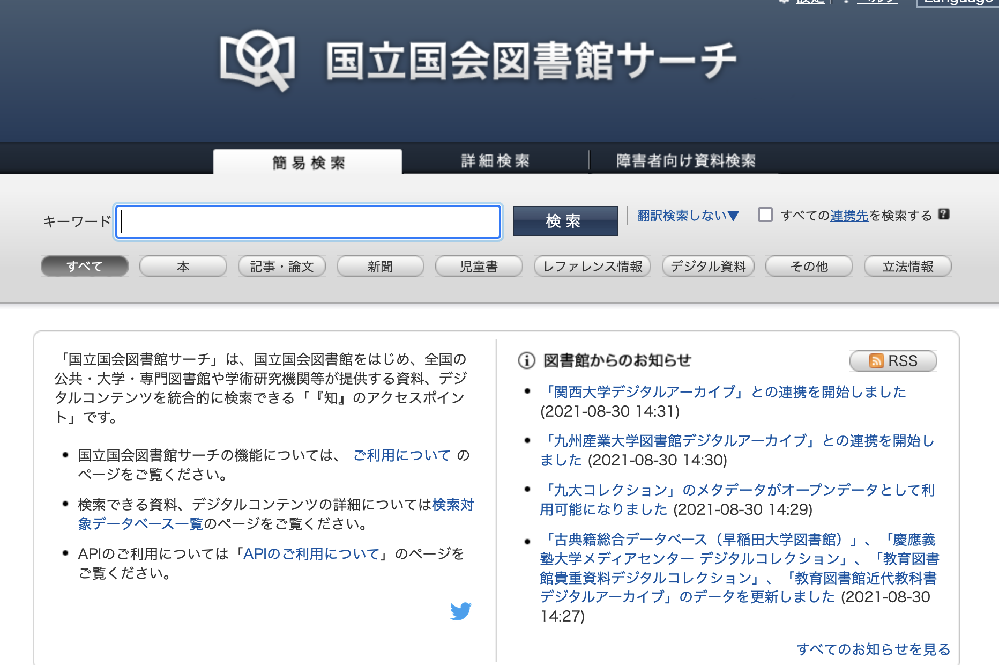 設定 ヘルプ Language
国立国会図書館サーチ
簡易検索 詳細検索 障害者向け資料検索
キーワード 検索 翻訳検索しない▼ すべての連携先を検索する ?
すべて 本 記事・論文 新聞 児童書 レファレンス情報 デジタル資料 その他 立法情報
「国立国会図書館サーチ」は、国立国会図書館をはじめ、全国の
公共・大学・専門図書館や学術研究機関等が提供する資料、デジ
タルコンテンツを統合的に検索できる「『知』のアクセスポイン
ト」です。
国立国会図書館サーチの機能については、 ご利用について の
ページをご覧ください。
検索できる資料、デジタルコンテンツの詳細については検索対
象データベース一覧のページをご覧ください。
APIのご利用については「APIのご利用について」のページを
ご覧ください。
図書館からのお知らせ RSS
「関西大学デジタルアーカイブ」との連携を開始しました
(2021-08-30 14:31)
「九州産業大学図書館デジタルアーカイブ」との連携を開始し
ました (2021-08-30 14:30)
「九大コレクション」のメタデータがオープンデータとして利
用可能になりました (2021-08-30 14:29)
「古典籍総合データベース（早稲田大学図書館）」、「慶應義
塾大学メディアセンター デジタルコレクション」、「教育図書
館貴重資料デジタルコレクション」、「教育図書館近代教科書
デジタルアーカイブ」のデータを更新しました (2021-08-30
14:27)
すべてのお知らせを見る